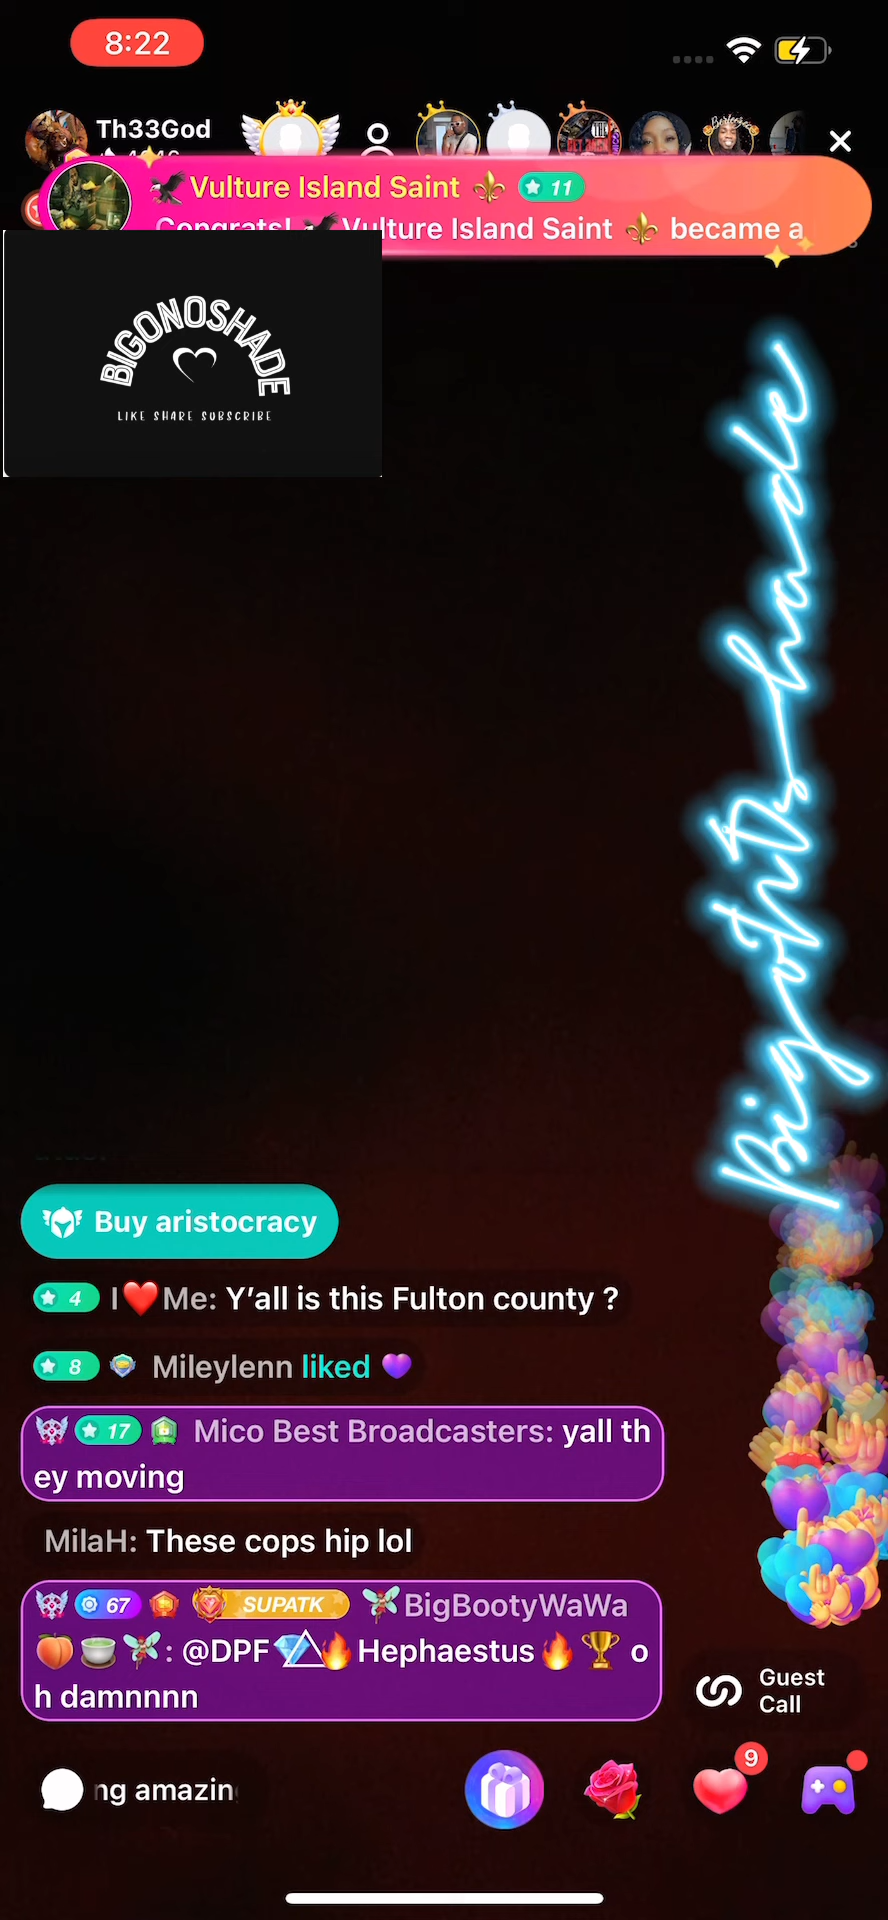 8:22
Th33God
Vulture Island Saint 11
Congrats! Vulture Island Saint became a
BIGONOSHADE
LIKE SHARE SUBSCRIBE
Buy aristocracy
4 I❤️Me: Y’all is this Fulton county ?
8 Mileylenn liked 💜
17 Mico Best Broadcasters: yall th
ey moving
MilaH: These cops hip lol
67 SUPATK BigBootyWaWa
🍑🍵🧚: @DPF💎🔥Hephaestus🔥🏆 o
h damnnnn
Guest
Call
ng amazin
9